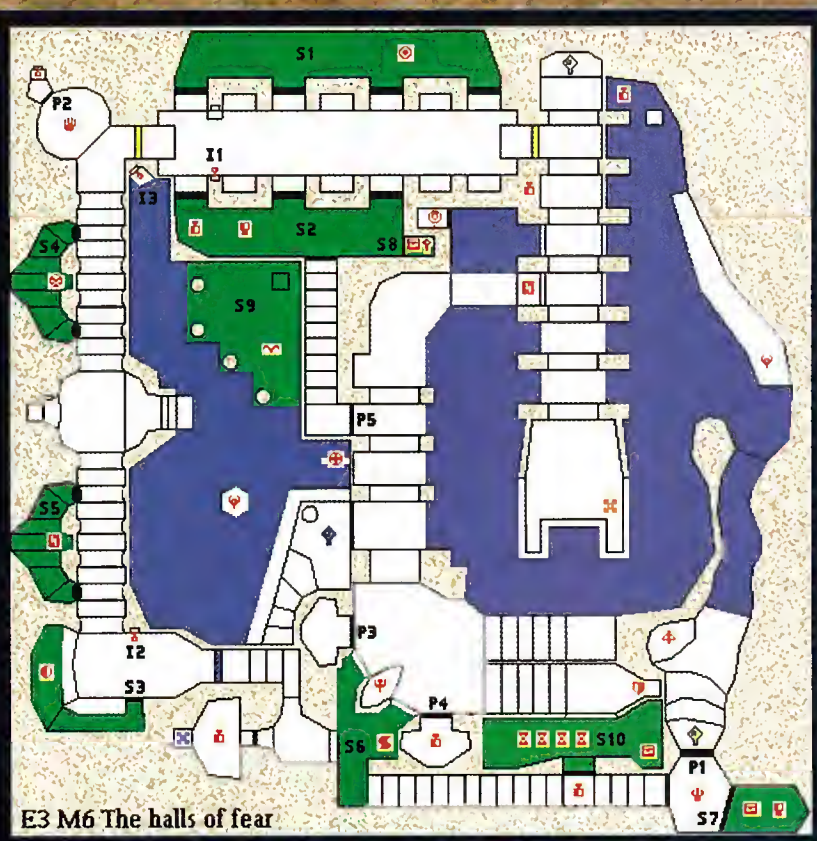 S1
P2
I1
I3
S2
S4
S8
S9
P5
S5
P3
I2
S3
P4
S6
S10
P1
S7
E3 M6 The halls of fear